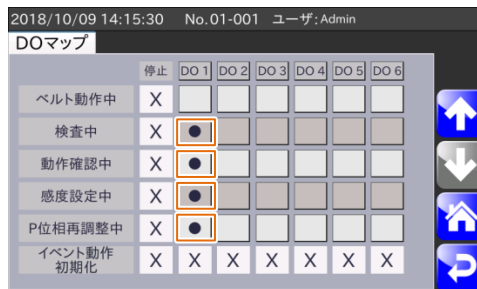 2018/10/09 14:15:30 No.01-001 ユーザ:Admin
DOマップ
停止 DO 1 DO 2 DO 3 DO 4 DO 5 DO 6
ベルト動作中 X
検査中 X ●
動作確認中 X ●
感度設定中 X ●
P位相再調整中 X ●
イベント動作
初期化 X X X X X X X